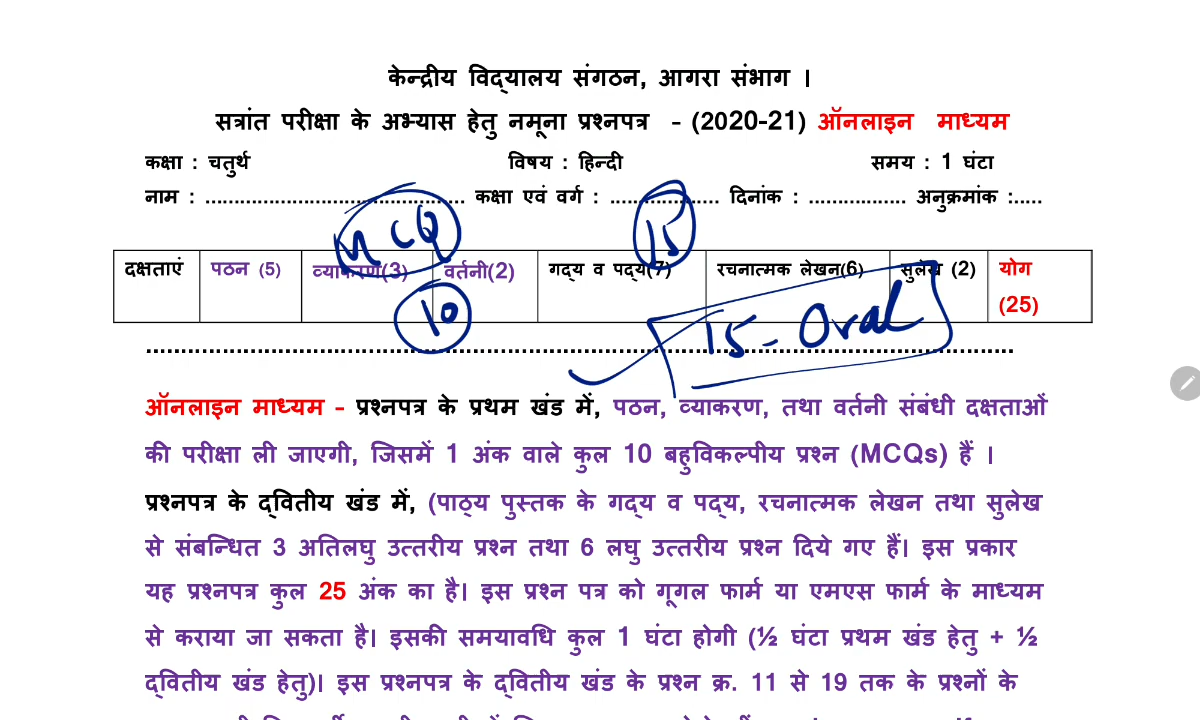 केन्द्रीय विद्यालय संगठन, आगरा संभाग ।
सत्रांत परीक्षा के अभ्यास हेतु नमूना प्रश्नपत्र - (2020-21) ऑनलाइन माध्यम
कक्षा : चतुर्थ विषय : हिन्दी समय : 1 घंटा
नाम : ............................................ कक्षा एवं वर्ग : ................... दिनांक : ................. अनुक्रमांक :.....
MCQ 15
दक्षताएं पठन (5) व्याकरण(3) वर्तनी(2) गद्य व पद्य(7) रचनात्मक लेखन(6) सुलेख (2) योग (25)
10 15 - Oral
ऑनलाइन माध्यम - प्रश्नपत्र के प्रथम खंड में, पठन, व्याकरण, तथा वर्तनी संबंधी दक्षताओं
की परीक्षा ली जाएगी, जिसमें 1 अंक वाले कुल 10 बहुविकल्पीय प्रश्न (MCQs) हैं ।
प्रश्नपत्र के द्वितीय खंड में, (पाठ्य पुस्तक के गद्य व पद्य, रचनात्मक लेखन तथा सुलेख
से संबन्धित 3 अतिलघु उत्तरीय प्रश्न तथा 6 लघु उत्तरीय प्रश्न दिये गए हैं। इस प्रकार
यह प्रश्नपत्र कुल 25 अंक का है। इस प्रश्न पत्र को गूगल फार्म या एमएस फार्म के माध्यम
से कराया जा सकता है। इसकी समयावधि कुल 1 घंटा होगी (½ घंटा प्रथम खंड हेतु + ½
द्वितीय खंड हेतु)। इस प्रश्नपत्र के द्वितीय खंड के प्रश्न क्र. 11 से 19 तक के प्रश्नों के